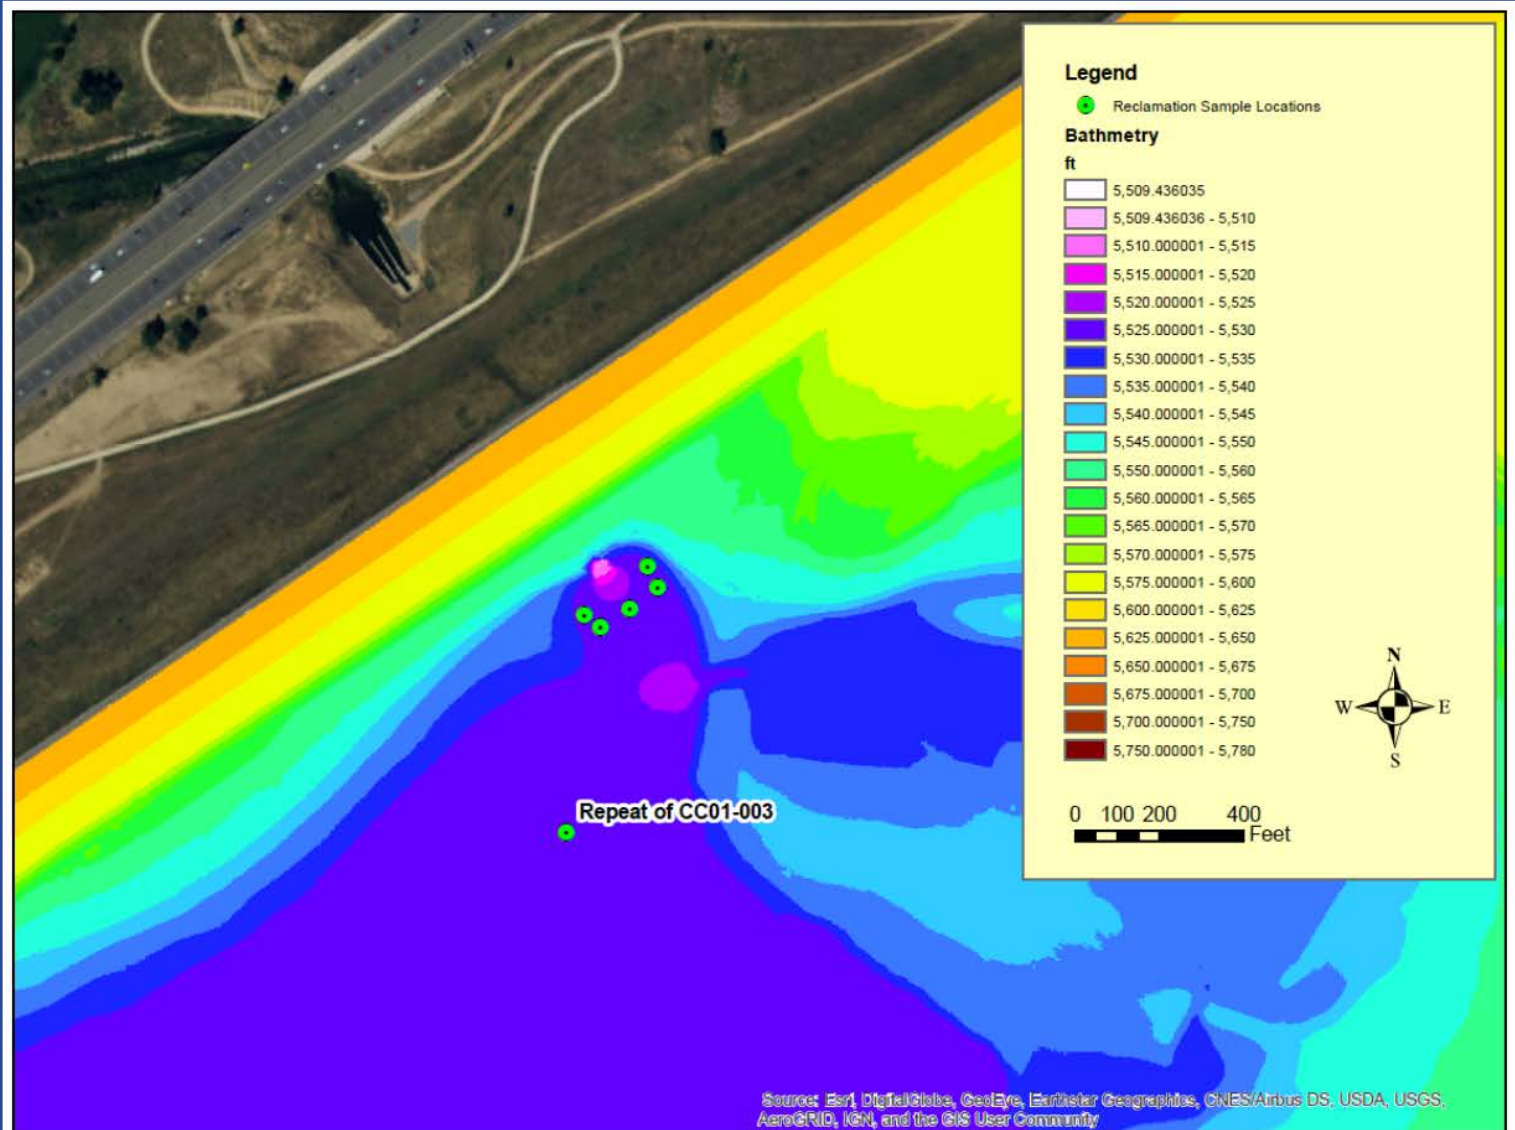 Legend
Reclamation Sample Locations
Bathmetry
ft
5,509.436035
5,509.436036 - 5,510
5,510.000001 - 5,515
5,515.000001 - 5,520
5,520.000001 - 5,525
5,525.000001 - 5,530
5,530.000001 - 5,535
5,535.000001 - 5,540
5,540.000001 - 5,545
5,545.000001 - 5,550
5,550.000001 - 5,560
5,560.000001 - 5,565
5,565.000001 - 5,570
5,570.000001 - 5,575
5,575.000001 - 5,600
5,600.000001 - 5,625
5,625.000001 - 5,650
5,650.000001 - 5,675
5,675.000001 - 5,700
5,700.000001 - 5,750
5,750.000001 - 5,780
N
W E
S
0 100 200 400
Feet
Repeat of CC01-003
Source: Esri, DigitalGlobe, GeoEye, Earthstar Geographics, CNES/Airbus DS, USDA, USGS,
AeroGRID, IGN, and the GIS User Community